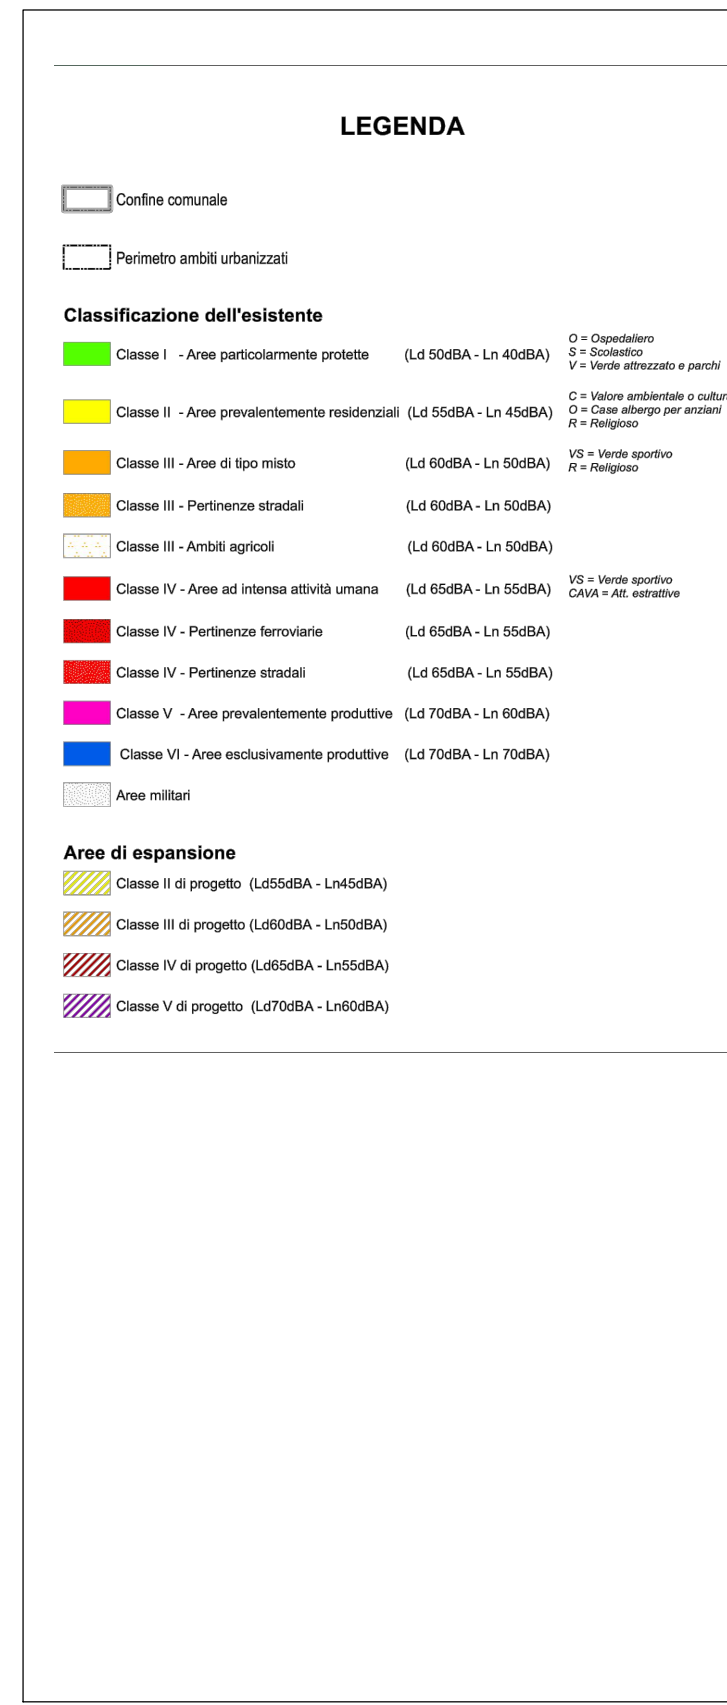 LEGENDA
Confine comunale
Perimetro ambiti urbanizzati
Classificazione dell'esistente
Classe I - Aree particolarmente protette (Ld 50dBA - Ln 40dBA)
O = Ospedaliero
S = Scolastico
V = Verde attrezzato e parchi
Classe II - Aree prevalentemente residenziali (Ld 55dBA - Ln 45dBA)
C = Valore ambientale o
O = Case albergo per anziani
R = Religioso
Classe III - Aree di tipo misto (Ld 60dBA - Ln 50dBA)
VS = Verde sportivo
R = Religioso
Classe III - Pertinenze stradali (Ld 60dBA - Ln 50dBA)
Classe III - Ambiti agricoli (Ld 60dBA - Ln 50dBA)
Classe IV - Aree ad intensa attività umana (Ld 65dBA - Ln 55dBA)
VS = Verde sportivo
CAVA = Att. estrattive
Classe IV - Pertinenze ferroviarie (Ld 65dBA - Ln 55dBA)
Classe IV - Pertinenze stradali (Ld 65dBA - Ln 55dBA)
Classe V - Aree prevalentemente produttive (Ld 70dBA - Ln 60dBA)
Classe VI - Aree esclusivamente produttive (Ld 70dBA - Ln 70dBA)
Aree militari
Aree di espansione
Classe II di progetto (Ld55dBA - Ln45dBA)
Classe III di progetto (Ld60dBA - Ln50dBA)
Classe IV di progetto (Ld65dBA - Ln55dBA)
Classe V di progetto (Ld70dBA - Ln60dBA)